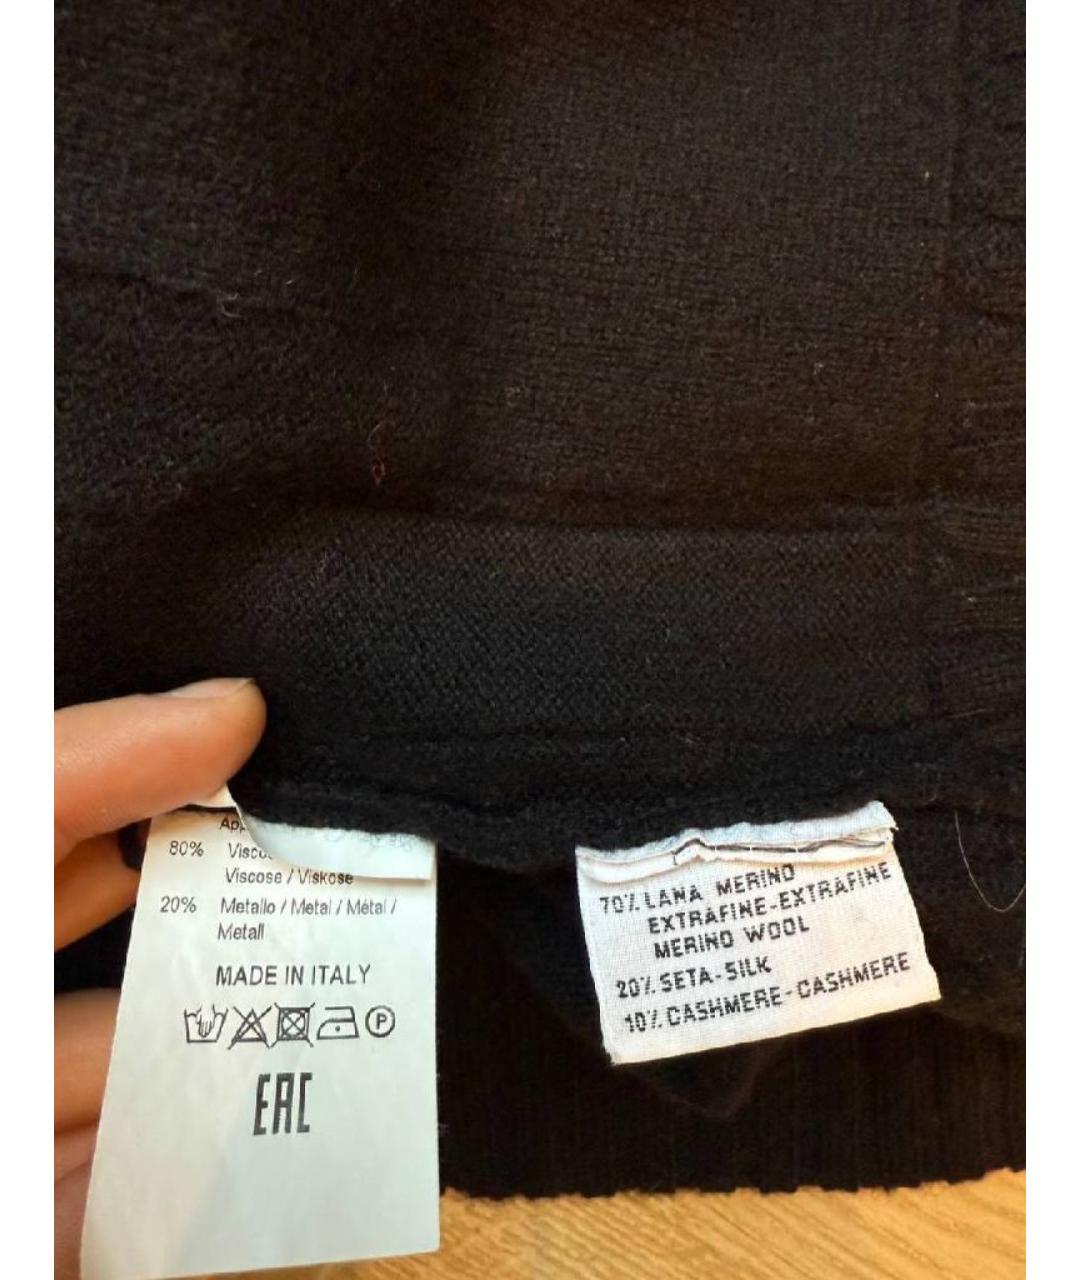 80%
Viscose / Viskose
20% Metallo / Metal / Métal /
Metall
MADE IN ITALY
P
EAC
70% LANA MERINO
EXTRAFINE-EXTRAFINE
MERINO WOOL
20% SETA-SILK
10% CASHMERE-CASHMERE